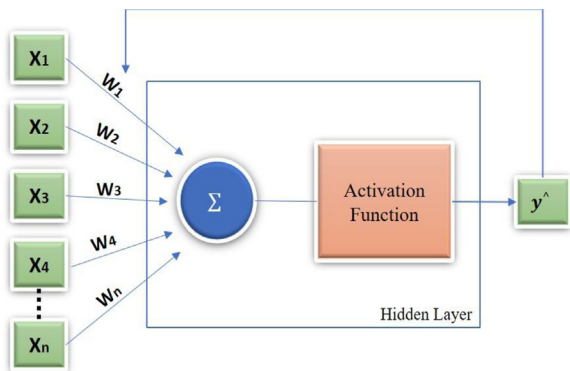 X1
X2
X3
X4
Xn
W1
W2
W3
W4
Wn
Σ
Activation
Function
y^
Hidden Layer